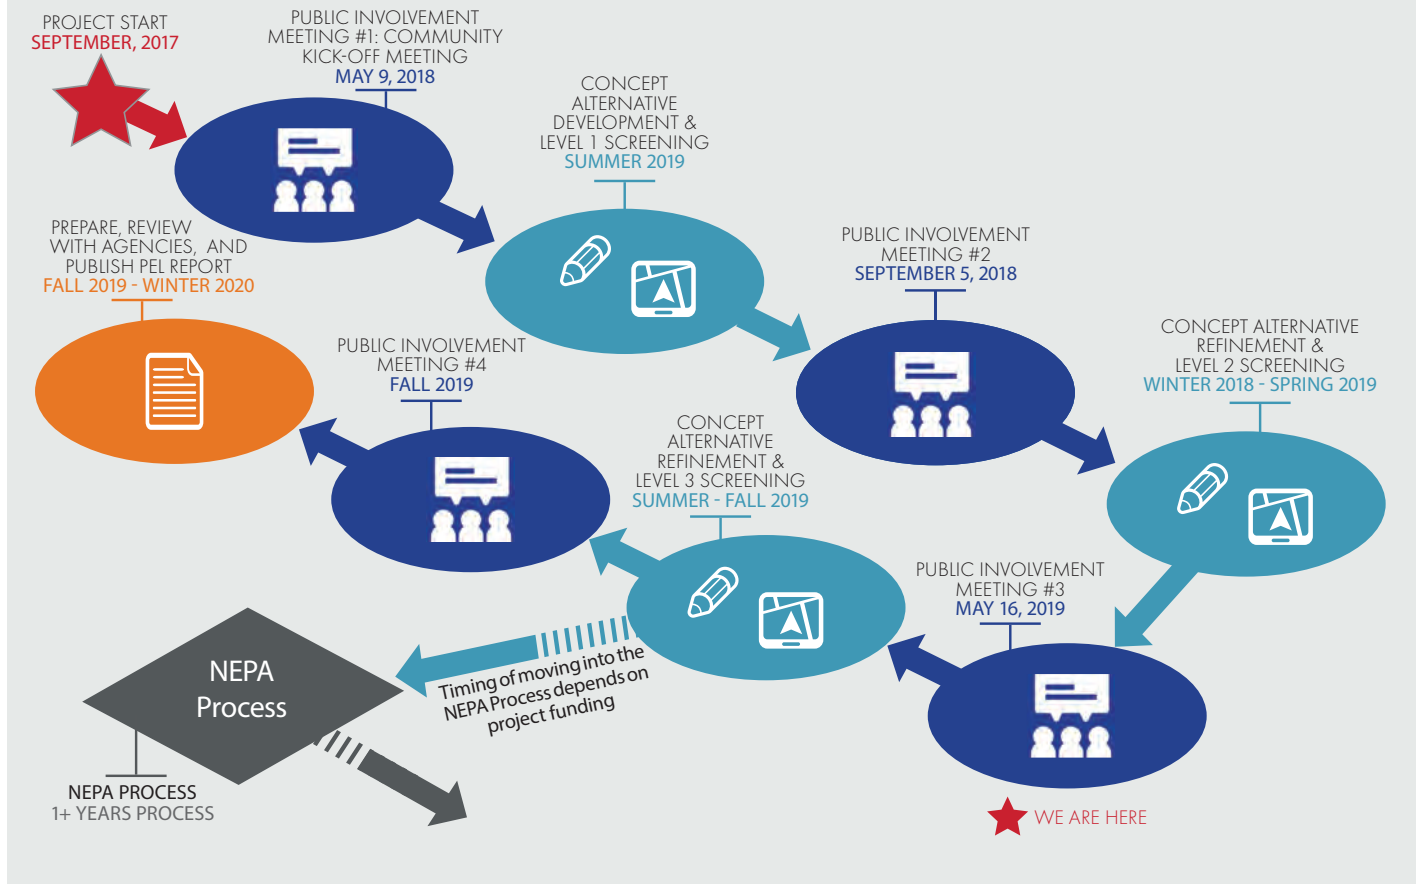 PROJECT START
SEPTEMBER, 2017
PUBLIC INVOLVEMENT
MEETING #1: COMMUNITY
KICK-OFF MEETING
MAY 9, 2018
CONCEPT
ALTERNATIVE
DEVELOPMENT &
LEVEL 1 SCREENING
SUMMER 2019
PUBLIC INVOLVEMENT
MEETING #2
SEPTEMBER 5, 2018
CONCEPT ALTERNATIVE
REFINEMENT &
LEVEL 2 SCREENING
WINTER 2018 - SPRING 2019
PUBLIC INVOLVEMENT
MEETING #3
MAY 16, 2019
WE ARE HERE
CONCEPT
ALTERNATIVE
REFINEMENT &
LEVEL 3 SCREENING
SUMMER - FALL 2019
PUBLIC INVOLVEMENT
MEETING #4
FALL 2019
PREPARE, REVIEW
WITH AGENCIES, AND
PUBLISH PEL REPORT
FALL 2019 - WINTER 2020
Timing of moving into the
NEPA Process depends on
project funding
NEPA
Process
NEPA PROCESS
1+ YEARS PROCESS